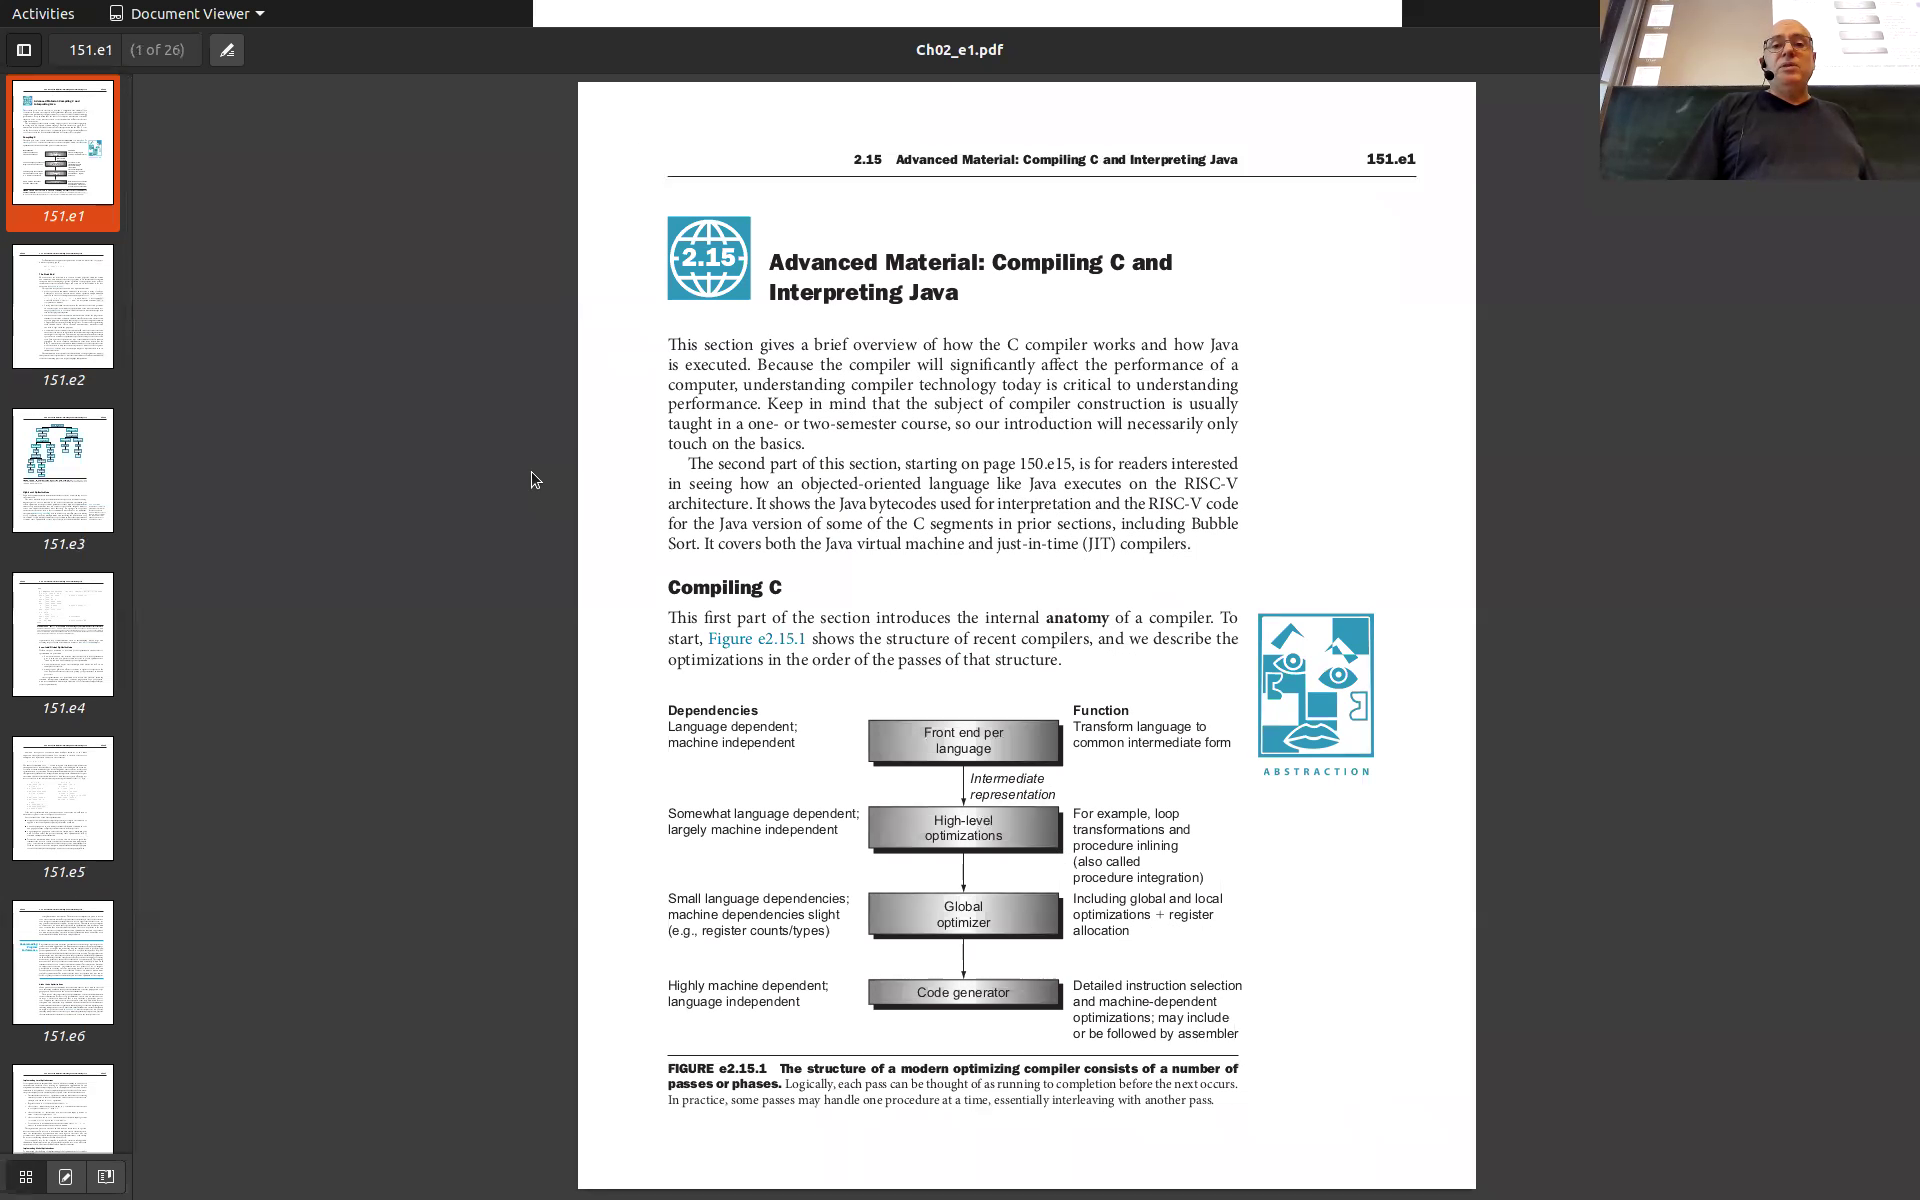 Activities
Document Viewer
151.e1
(1 of 26)
Ch02_e1.pdf
151.e1
151.e2
151.e3
151.e4
151.e5
151.e6
2.15 Advanced Material: Compiling C and Interpreting Java 151.e1
2.15
Advanced Material: Compiling C and
Interpreting Java
This section gives a brief overview of how the C compiler works and how Java
is executed. Because the compiler will significantly affect the performance of a
computer, understanding compiler technology today is critical to understanding
performance. Keep in mind that the subject of compiler construction is usually
taught in a one- or two-semester course, so our introduction will necessarily only
touch on the basics.
The second part of this section, starting on page 150.e15, is for readers interested
in seeing how an objected-oriented language like Java executes on the RISC-V
architecture. It shows the Java bytecodes used for interpretation and the RISC-V code
for the Java version of some of the C segments in prior sections, including Bubble
Sort. It covers both the Java virtual machine and just-in-time (JIT) compilers.
Compiling C
This first part of the section introduces the internal anatomy of a compiler. To
start, Figure e2.15.1 shows the structure of recent compilers, and we describe the
optimizations in the order of the passes of that structure.
ABSTRACTION
Dependencies
Language dependent;
machine independent
Front end per
language
Function
Transform language to
common intermediate form
Intermediate
representation
Somewhat language dependent;
largely machine independent
High-level
optimizations
For example, loop
transformations and
procedure inlining
(also called
procedure integration)
Small language dependencies;
machine dependencies slight
(e.g., register counts/types)
Global
optimizer
Including global and local
optimizations + register
allocation
Highly machine dependent;
language independent
Code generator
Detailed instruction selection
and machine-dependent
optimizations; may include
or be followed by assembler
FIGURE e2.15.1 The structure of a modern optimizing compiler consists of a number of
passes or phases. Logically, each pass can be thought of as running to completion before the next occurs.
In practice, some passes may handle one procedure at a time, essentially interleaving with another pass.